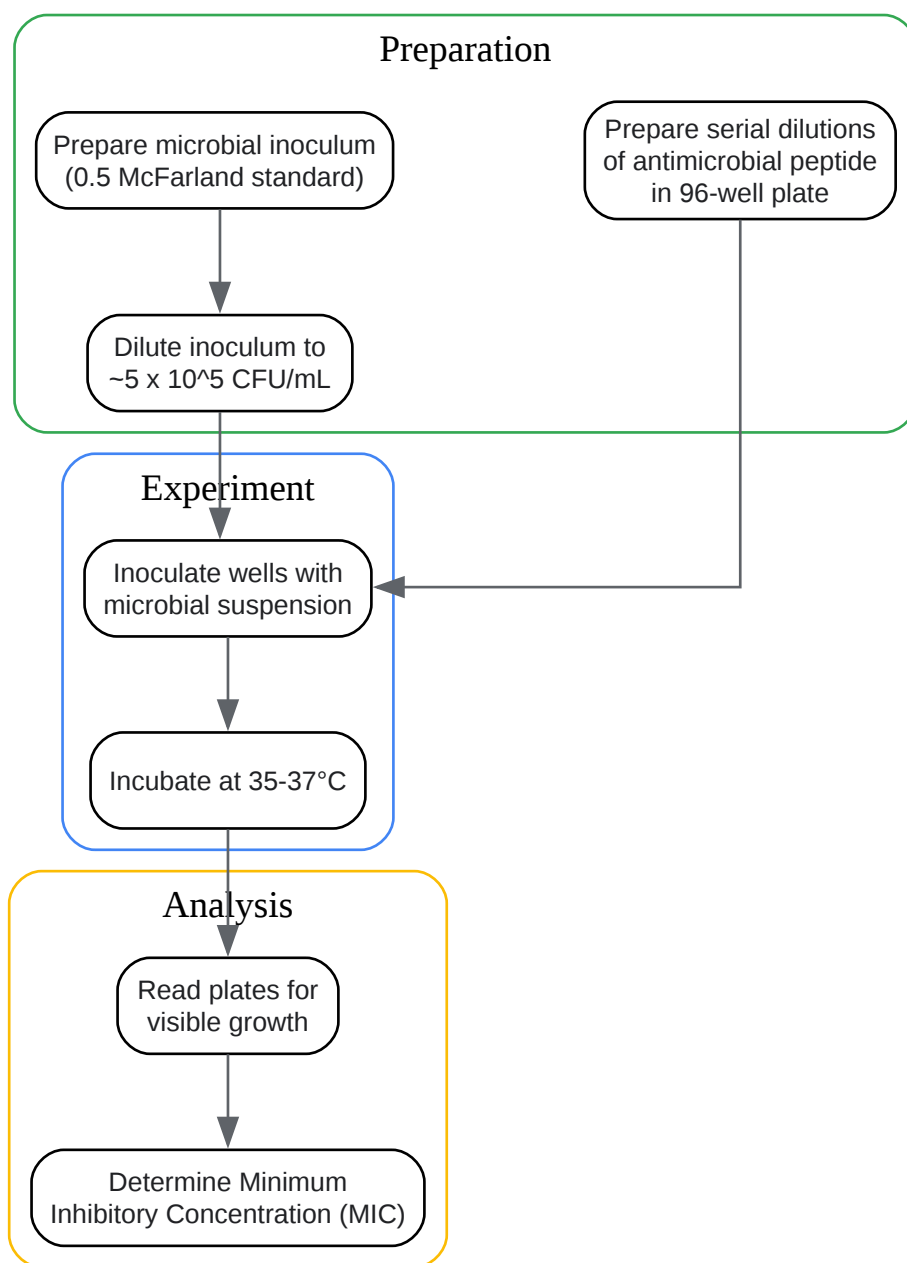 Preparation
Prepare microbial inoculum
(0.5 McFarland standard)
Prepare serial dilutions
of antimicrobial peptide
in 96-well plate
Dilute inoculum to
~5 x 10^5 CFU/mL
Experiment
Inoculate wells with
microbial suspension
Incubate at 35-37°C
Analysis
Read plates for
visible growth
Determine Minimum
Inhibitory Concentration (MIC)